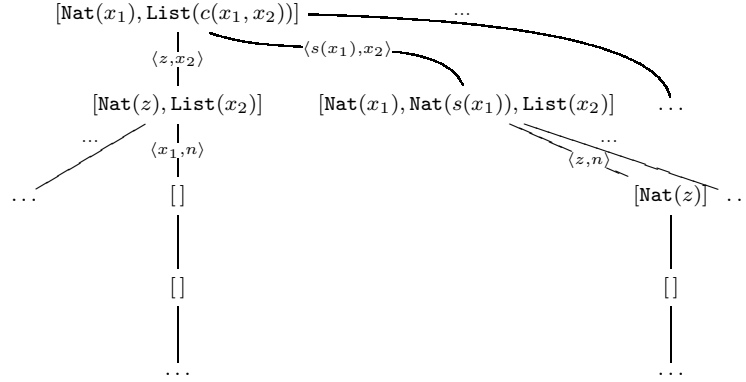 [Nat(x₁), List(c(x₁, x₂))]
...
⟨z,x₂⟩
⟨s(x₁),x₂⟩
[Nat(z), List(x₂)]
[Nat(x₁), Nat(s(x₁)), List(x₂)]
...
...
⟨x₁,n⟩
...
⟨z,n⟩
...
[ ]
[Nat(z)]
..
[ ]
[ ]
...
...